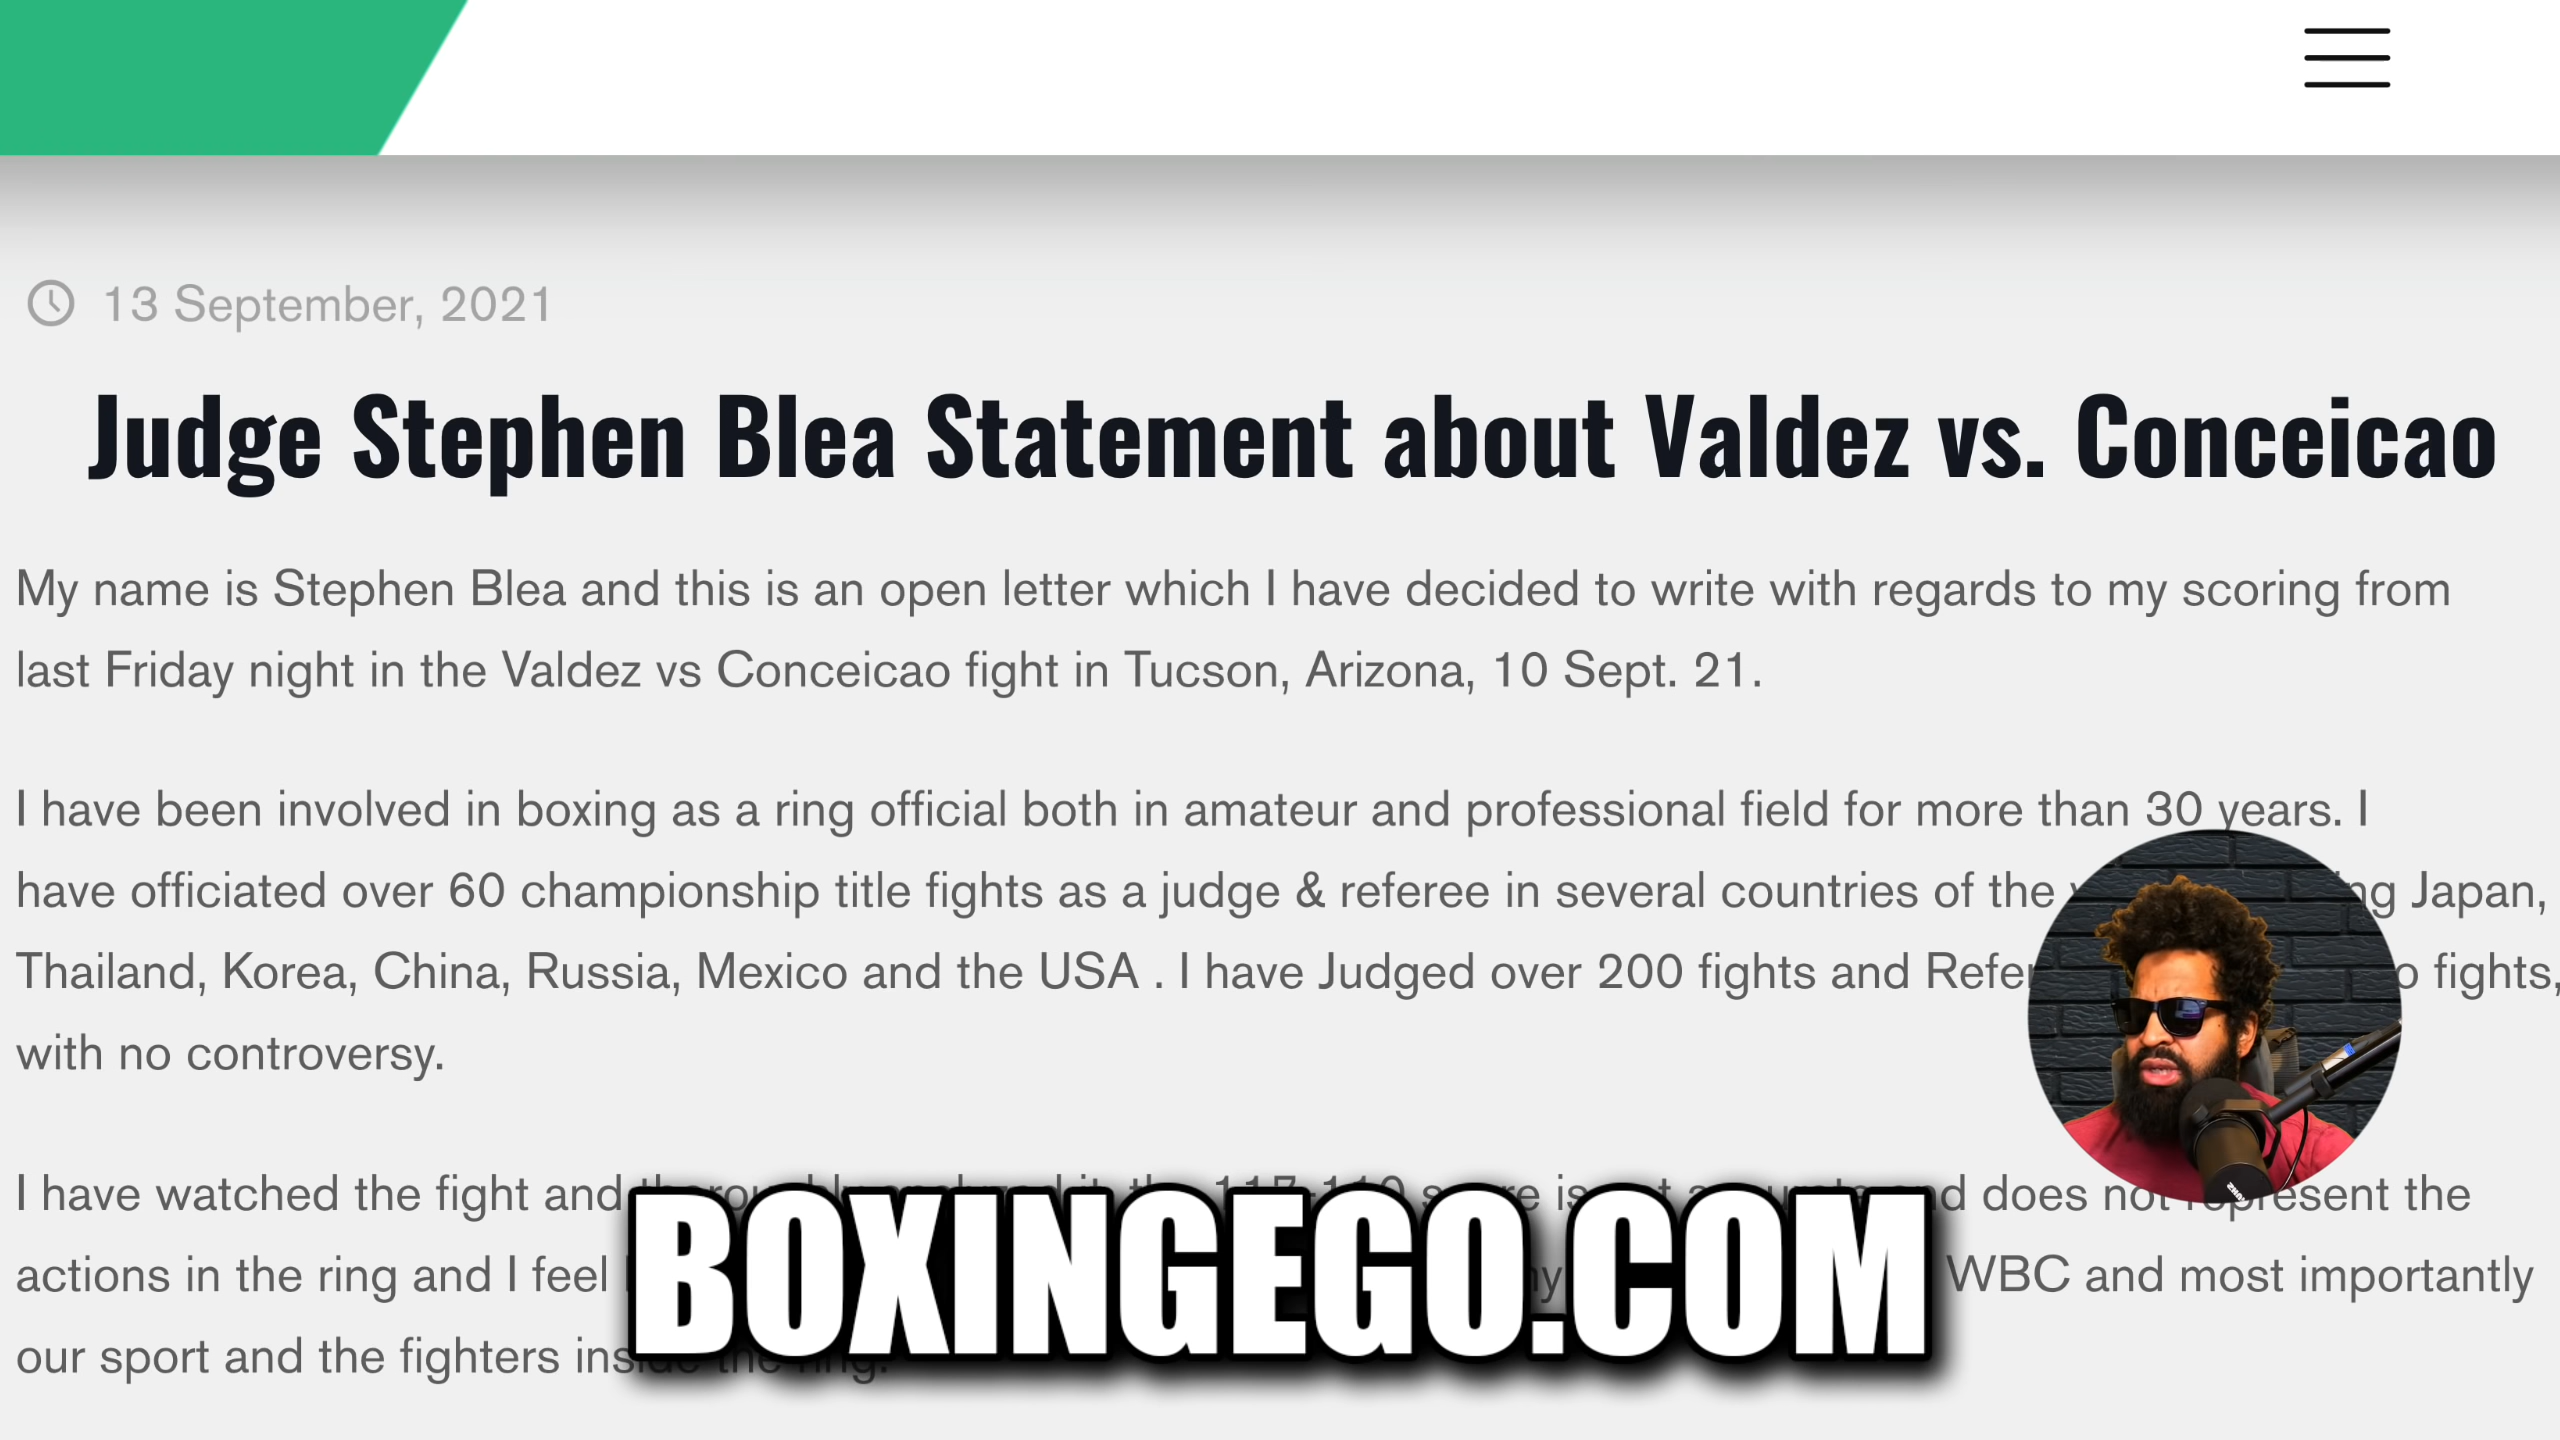 13 September, 2021
Judge Stephen Blea Statement about Valdez vs. Conceicao
My name is Stephen Blea and this is an open letter which I have decided to write with regards to my scoring from
last Friday night in the Valdez vs Conceicao fight in Tucson, Arizona, 10 Sept. 21.
I have been involved in boxing as a ring official both in amateur and professional field for more than 30 years. I
have officiated over 60 championship title fights as a judge & referee in several countries of the Japan,
Thailand, Korea, China, Russia, Mexico and the USA . I have Judged over 200 fights and fights,
with no controversy.
I have watched the fight and does not represent the
actions in the ring and I feel WBC and most importantly
our sport and the fighters inside the ring.
BOXINGEGO.COM